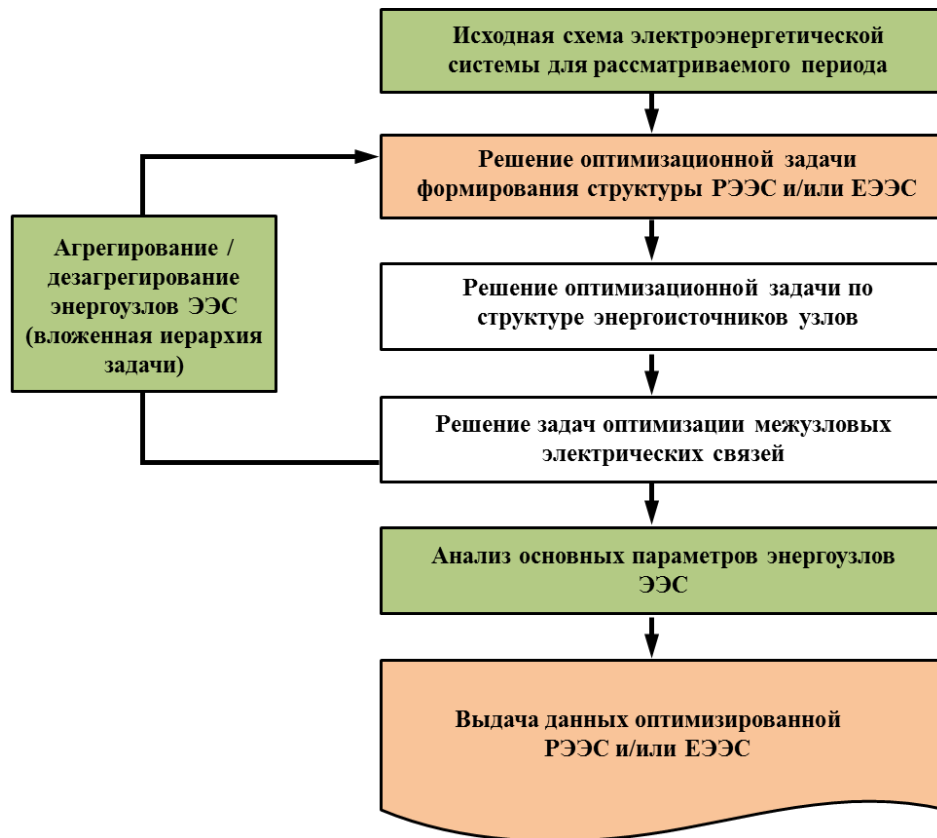 Исходная схема электроэнергетической
системы для рассматриваемого периода
Решение оптимизационной задачи
формирования структуры РЭЭС и/или ЕЭЭС
Агрегирование /
дезагрегирование
энергоузлов ЭЭС
(вложенная иерархия
задачи)
Решение оптимизационной задачи по
структуре энергоисточников узлов
Решение задач оптимизации межузловых
электрических связей
Анализ основных параметров энергоузлов
ЭЭС
Выдача данных оптимизированной
РЭЭС и/или ЕЭЭС